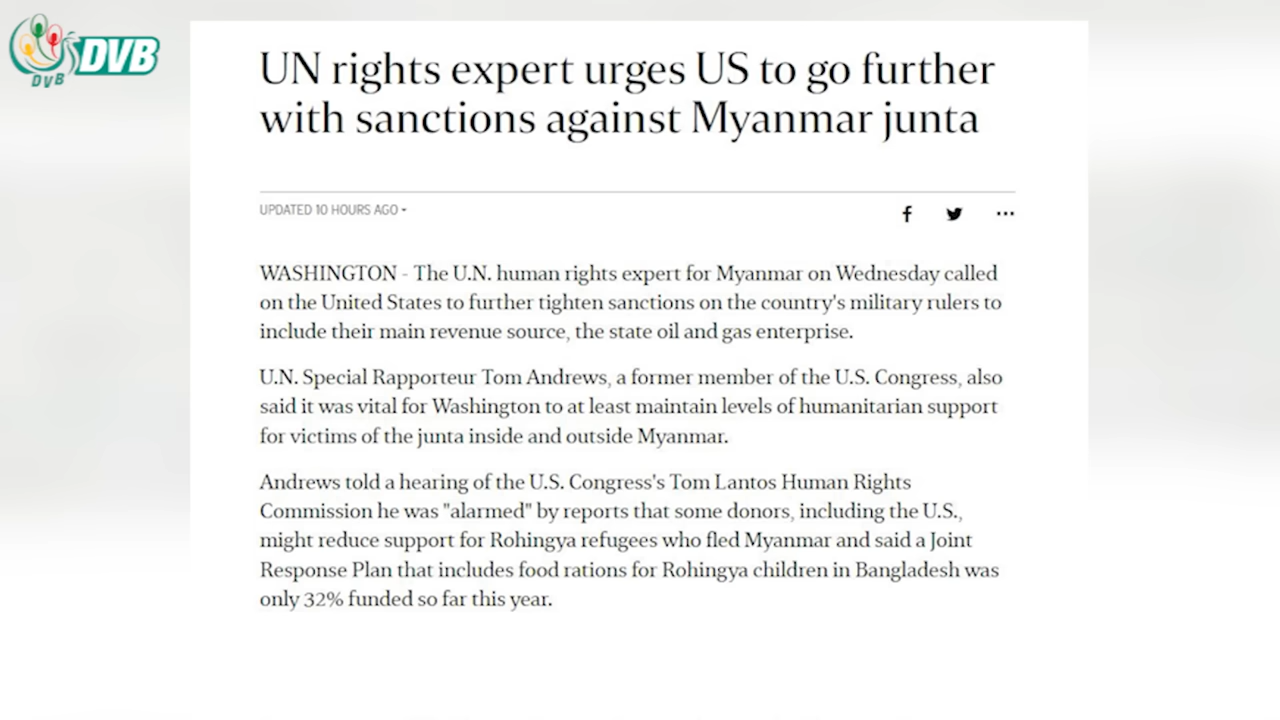 DVB
DVB
UN rights expert urges US to go further
with sanctions against Myanmar junta
UPDATED 10 HOURS AGO
WASHINGTON - The U.N. human rights expert for Myanmar on Wednesday called
on the United States to further tighten sanctions on the country's military rulers to
include their main revenue source, the state oil and gas enterprise.
U.N. Special Rapporteur Tom Andrews, a former member of the U.S. Congress, also
said it was vital for Washington to at least maintain levels of humanitarian support
for victims of the junta inside and outside Myanmar.
Andrews told a hearing of the U.S. Congress's Tom Lantos Human Rights
Commission he was "alarmed" by reports that some donors, including the U.S.,
might reduce support for Rohingya refugees who fled Myanmar and said a Joint
Response Plan that includes food rations for Rohingya children in Bangladesh was
only 32% funded so far this year.